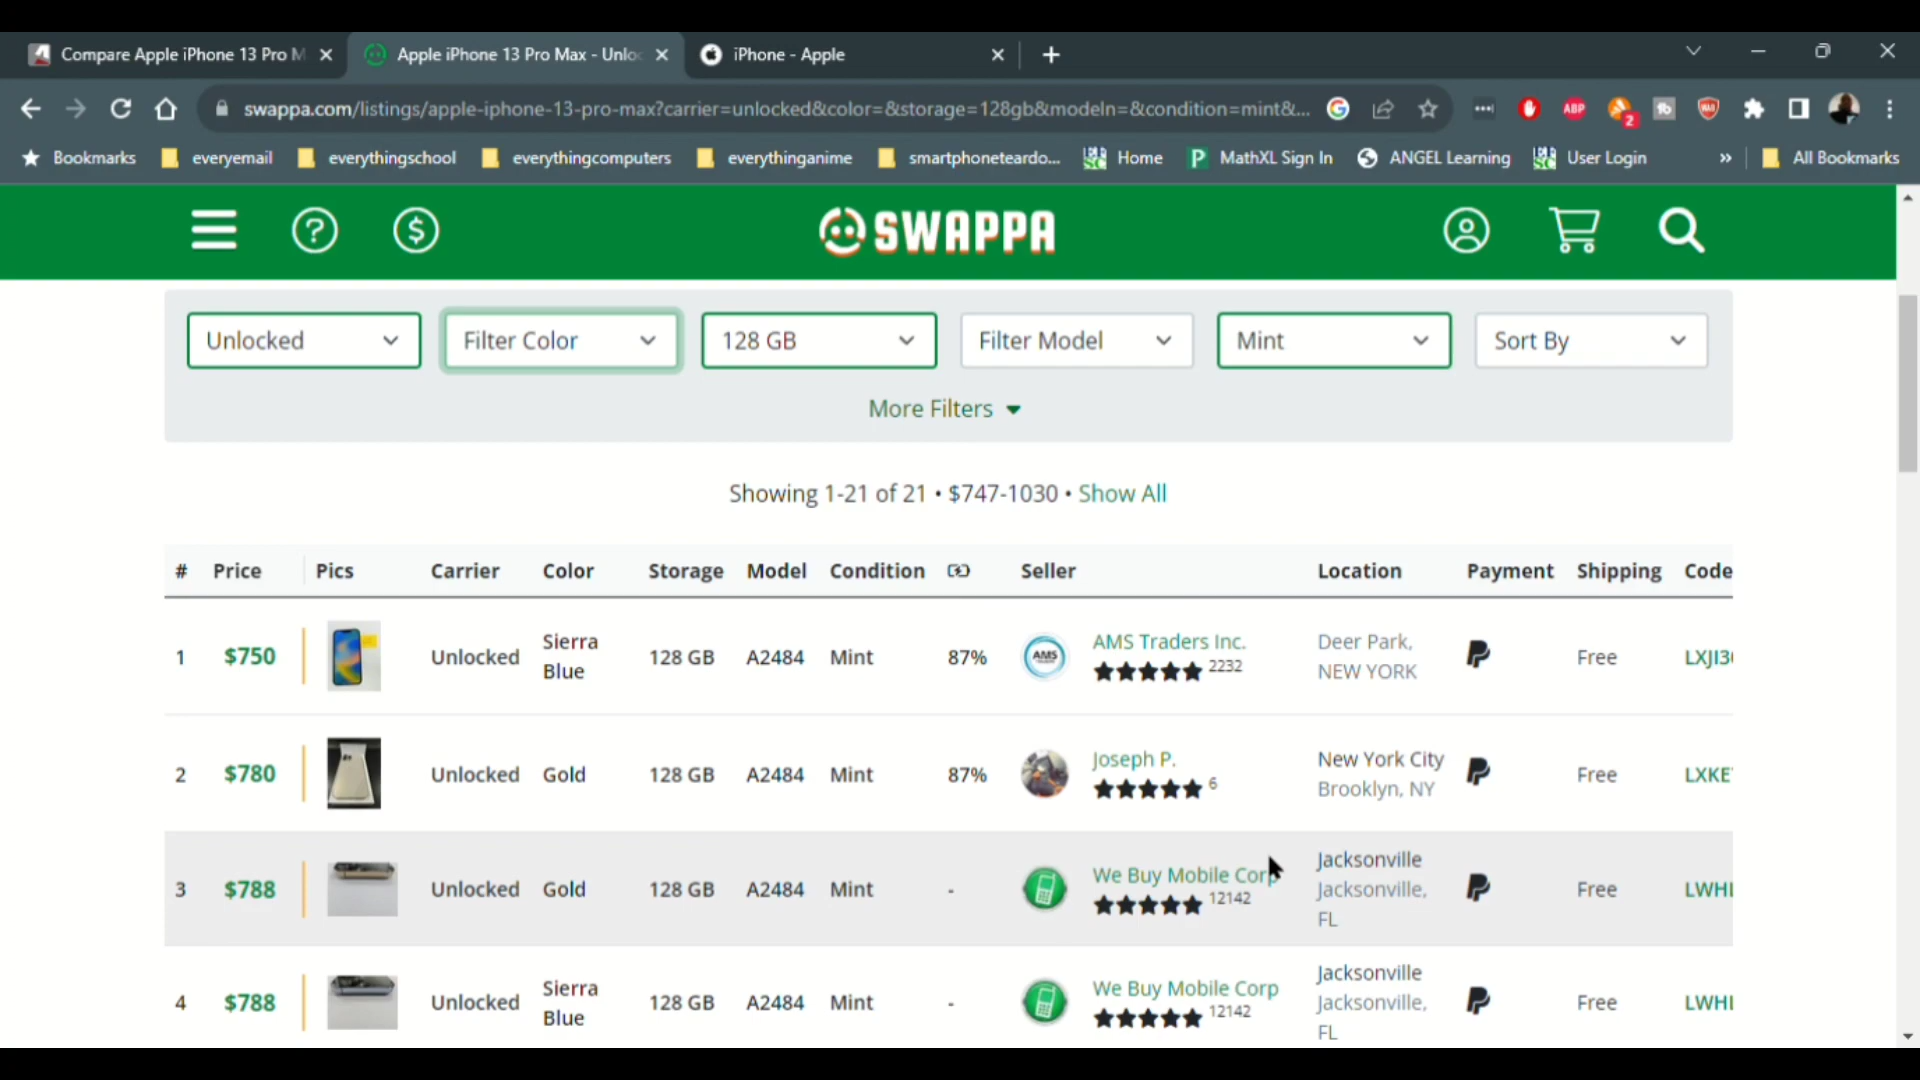 Compare Apple iPhone 13 Pro M
Apple iPhone 13 Pro Max - Unlo
iPhone - Apple
swappa.com/listings/apple-iphone-13-pro-max?carrier=unlocked&color=&storage=128gb&modeln=&condition=mint&...
ABP
2
Bookmarks everyemail everythingschool everythingcomputers everythinganime smartphoneteardo... Home MathXL Sign In ANGEL Learning User Login » All Bookmarks
SWAPPA
Unlocked Filter Color 128 GB Filter Model Mint Sort By
More Filters
Showing 1-21 of 21 • $747-1030 • Show All
# Price Pics Carrier Color Storage Model Condition Seller Location Payment Shipping Code
1 $750 Unlocked Sierra Blue 128 GB A2484 Mint 87% AMS AMS Traders Inc. 2232 Deer Park, NEW YORK Free LXJI3
2 $780 Unlocked Gold 128 GB A2484 Mint 87% Joseph P. 6 New York City Brooklyn, NY Free LXKE
3 $788 Unlocked Gold 128 GB A2484 Mint - We Buy Mobile Corp 12142 Jacksonville Jacksonville, FL Free LWHI
4 $788 Unlocked Sierra Blue 128 GB A2484 Mint - We Buy Mobile Corp 12142 Jacksonville Jacksonville, FL Free LWHI